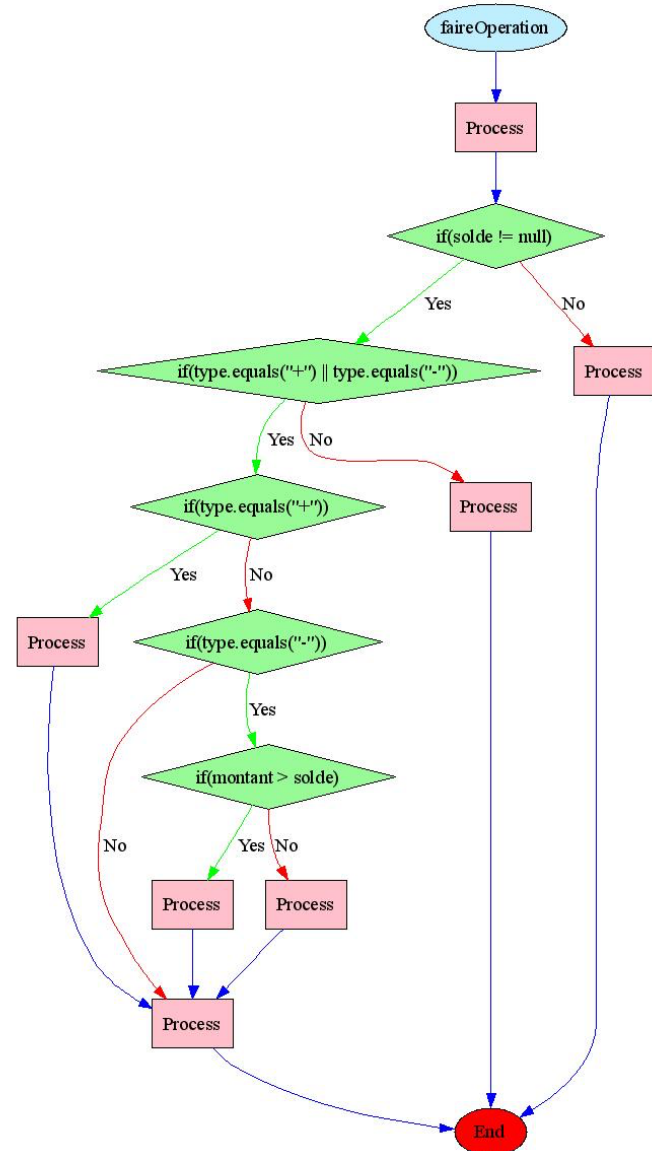 faireOperation
Process
if(solde != null)
Yes
No
if(type.equals("+") || type.equals("-"))
Process
Yes
No
if(type.equals("+"))
Process
Yes
No
Process
if(type.equals("-"))
Yes
if(montant > solde)
No
Yes
No
Process
Process
Process
End